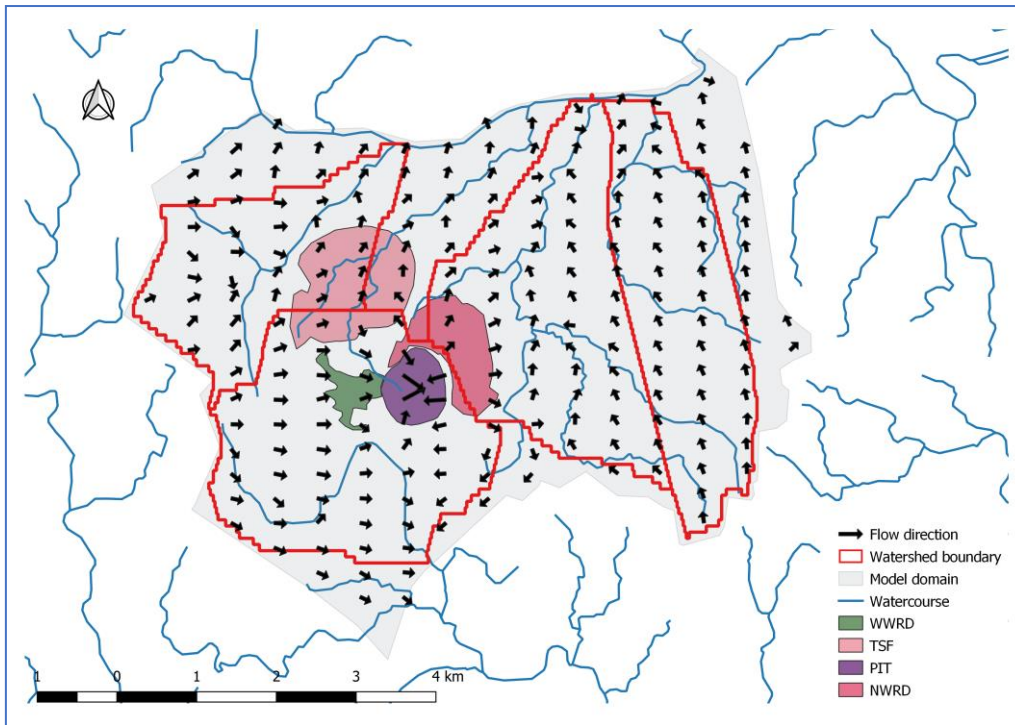 Flow direction
Watershed boundary
Model domain
Watercourse
WWRD
TSF
PIT
NWRD
1 0 1 2 3 4 km